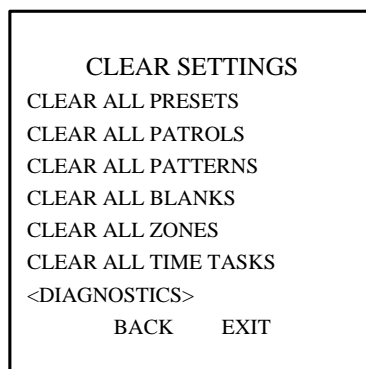 CLEAR SETTINGS
CLEAR ALL PRESETS
CLEAR ALL PATROLS
CLEAR ALL PATTERNS
CLEAR ALL BLANKS
CLEAR ALL ZONES
CLEAR ALL TIME TASKS
<DIAGNOSTICS>
BACK EXIT